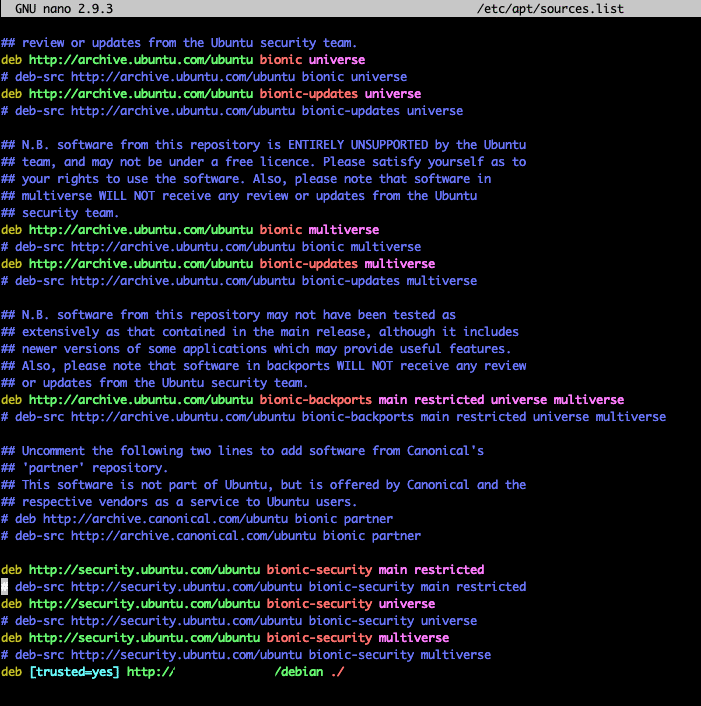 GNU nano 2.9.3 /etc/apt/sources.list
## review or updates from the Ubuntu security team.
deb http://archive.ubuntu.com/ubuntu bionic universe
# deb-src http://archive.ubuntu.com/ubuntu bionic universe
deb http://archive.ubuntu.com/ubuntu bionic-updates universe
# deb-src http://archive.ubuntu.com/ubuntu bionic-updates universe
## N.B. software from this repository is ENTIRELY UNSUPPORTED by the Ubuntu
## team, and may not be under a free licence. Please satisfy yourself as to
## your rights to use the software. Also, please note that software in
## multiverse WILL NOT receive any review or updates from the Ubuntu
## security team.
deb http://archive.ubuntu.com/ubuntu bionic multiverse
# deb-src http://archive.ubuntu.com/ubuntu bionic multiverse
deb http://archive.ubuntu.com/ubuntu bionic-updates multiverse
# deb-src http://archive.ubuntu.com/ubuntu bionic-updates multiverse
## N.B. software from this repository may not have been tested as
## extensively as that contained in the main release, although it includes
## newer versions of some applications which may provide useful features.
## Also, please note that software in backports WILL NOT receive any review
## or updates from the Ubuntu security team.
deb http://archive.ubuntu.com/ubuntu bionic-backports main restricted universe multiverse
# deb-src http://archive.ubuntu.com/ubuntu bionic-backports main restricted universe multiverse
## Uncomment the following two lines to add software from Canonical's
## 'partner' repository.
## This software is not part of Ubuntu, but is offered by Canonical and the
## respective vendors as a service to Ubuntu users.
# deb http://archive.canonical.com/ubuntu bionic partner
# deb-src http://archive.canonical.com/ubuntu bionic partner
deb http://security.ubuntu.com/ubuntu bionic-security main restricted
# deb-src http://security.ubuntu.com/ubuntu bionic-security main restricted
deb http://security.ubuntu.com/ubuntu bionic-security universe
# deb-src http://security.ubuntu.com/ubuntu bionic-security universe
deb http://security.ubuntu.com/ubuntu bionic-security multiverse
# deb-src http://security.ubuntu.com/ubuntu bionic-security multiverse
deb [trusted=yes] http:// /debian ./